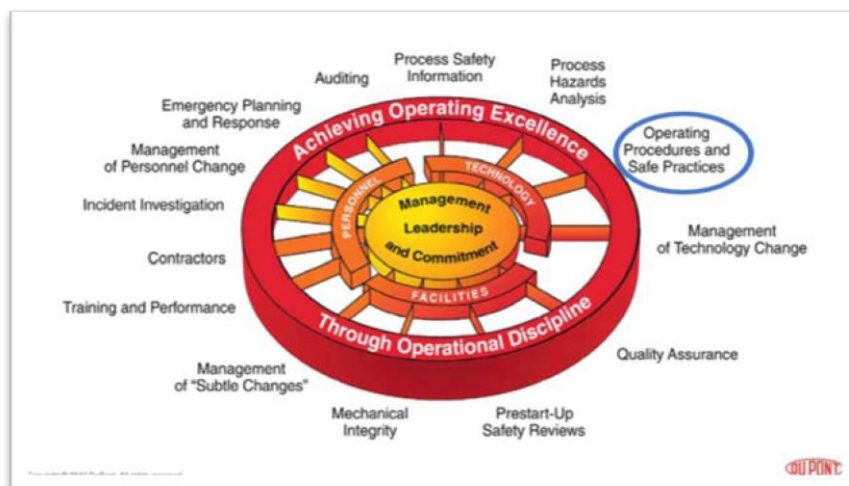 Process Safety
Information
Process
Hazards
Analysis
Operating
Procedures and
Safe Practices
Management
of Technology Change
Quality Assurance
Prestart-Up
Safety Reviews
Mechanical
Integrity
Management
of "Subtle Changes"
Training and Performance
Contractors
Incident Investigation
Management
of Personnel Change
Emergency Planning
and Response
Auditing
Achieving Operating Excellence
Through Operational Discipline
PERSONNEL
TECHNOLOGY
FACILITIES
Management
Leadership
and Commitment
DUPONT